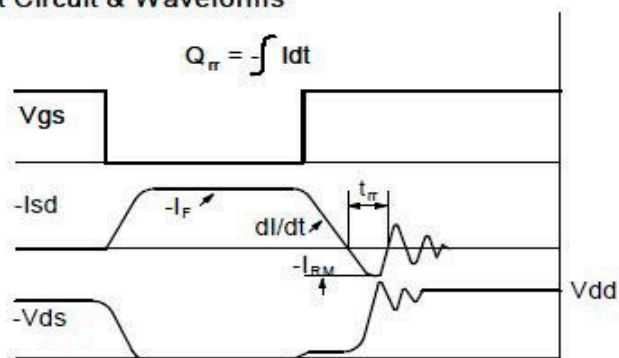 t Circuit & Waveforms
Qrr = -∫ Idt
Vgs
-Isd
-IF
dI/dt
trr
-IRM
Vdd
-Vds